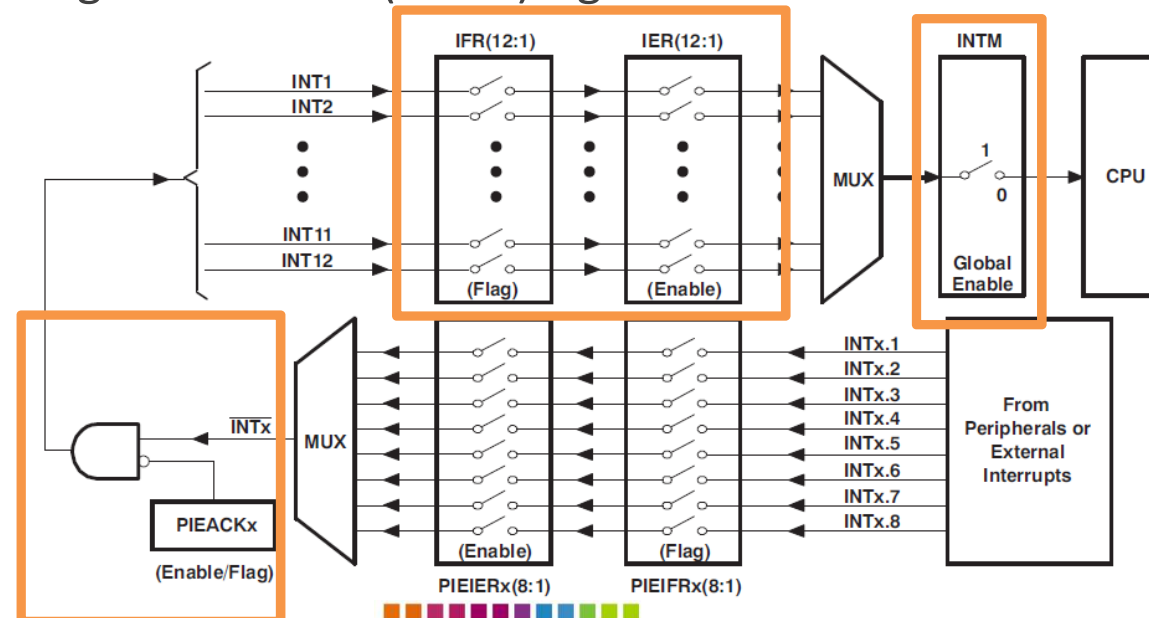 IFR(12:1) IER(12:1) INTM
INT1
INT2
1
MUX
CPU
0
INT11
INT12
Global
Enable
(Flag) (Enable)
INTx.1
INTx.2
INTx.3
INTx.4
INTx.5
INTx.6
INTx.7
INTx.8
From
Peripherals or
External
Interrupts
INTx
MUX
PIEACKx
(Enable/Flag)
(Enable) (Flag)
PIEIERx(8:1) PIEIFRx(8:1)